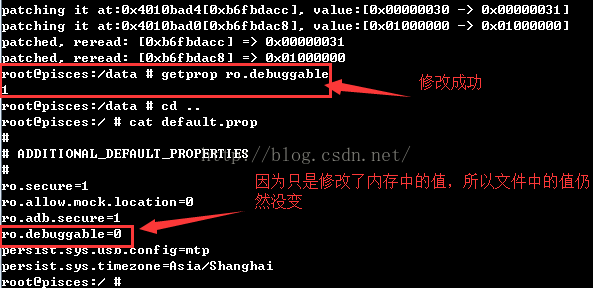 patching it at:0x4010bad4[0xb6fbdacc], value:[0x00000030 -> 0x00000031]
patching it at:0x4010bad0[0xb6fbdac8], value:[0x01000000 -> 0x01000000]
patched, reread: [0xb6fbdacc] => 0x00000031
patched, reread: [0xb6fbdac8] => 0x01000000
root@pisces:/data # getprop ro.debuggable
1
修改成功
root@pisces:/data # cd ..
root@pisces:/ # cat default.prop
#
# ADDITIONAL_DEFAULT_PROPERTIES
http://blog.csdn.net/
#
ro.secure=1
ro.allow.mock.location=0
因为只是修改了内存中的值，所以文件中的值仍
然没变
ro.adb.secure=1
ro.debuggable=0
persist.sys.usb.config=mtp
persist.sys.timezone=Asia/Shanghai
root@pisces:/ #